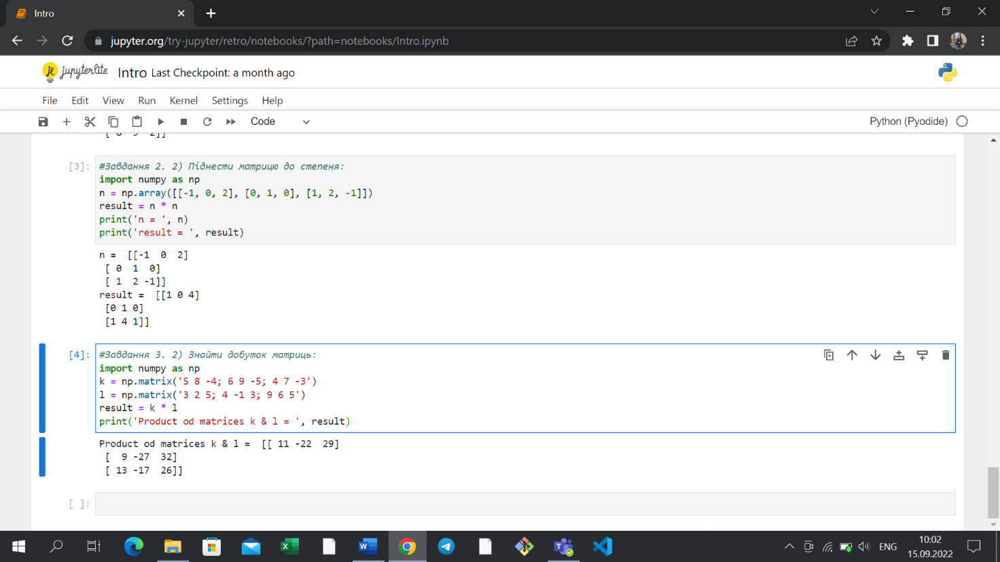 Intro
jupyter.org/try-jupyter/retro/notebooks/?path=notebooks/Intro.ipynb
jupyterlite Intro Last Checkpoint: a month ago
File Edit View Run Kernel Settings Help
Code Python (Pyodide)
[3]:
#Завдання 2. 2) Піднести матрицю до степеня:
import numpy as np
n = np.array([[-1, 0, 2], [0, 1, 0], [1, 2, -1]])
result = n * n
print('n = ', n)
print('result = ', result)
n =  [[-1  0  2]
[ 0  1  0]
[ 1  2 -1]]
result =  [[1 0 4]
[0 1 0]
[1 4 1]]
[4]:
#Завдання 3. 2) Знайти добуток матриць:
import numpy as np
k = np.matrix('5 8 -4; 6 9 -5; 4 7 -3')
l = np.matrix('3 2 5; 4 -1 3; 9 6 5')
result = k * l
print('Product od matrices k & l = ', result)
Product od matrices k & l =  [[ 11 -22  29]
[  9 -27  32]
[ 13 -17  26]]
[ ]:
ENG
10:02
15.09.2022